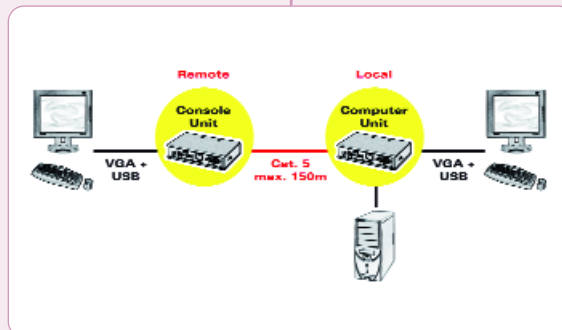 Remote
Local
Console
Unit
Computer
Unit
VGA +
USB
Cat. 5
max. 150m
VGA +
USB